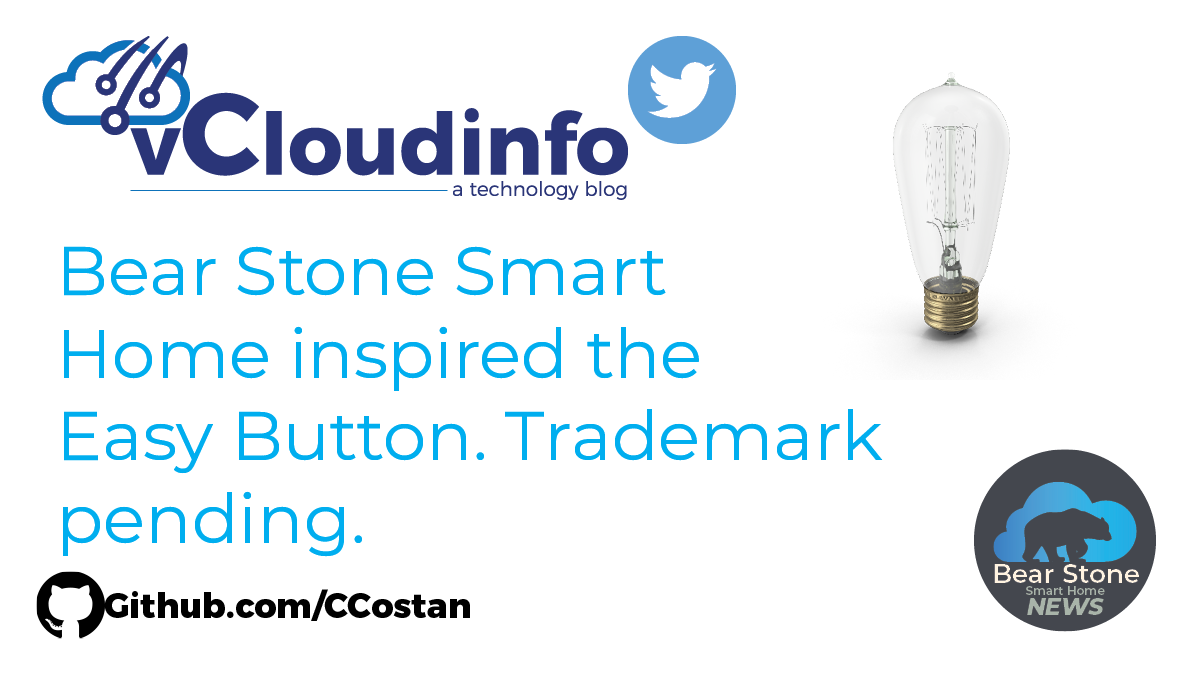 vCloudinfo
a technology blog
Bear Stone Smart
Home inspired the
Easy Button. Trademark
pending.
Github.com/CCostan
Bear Stone
Smart Home
NEWS